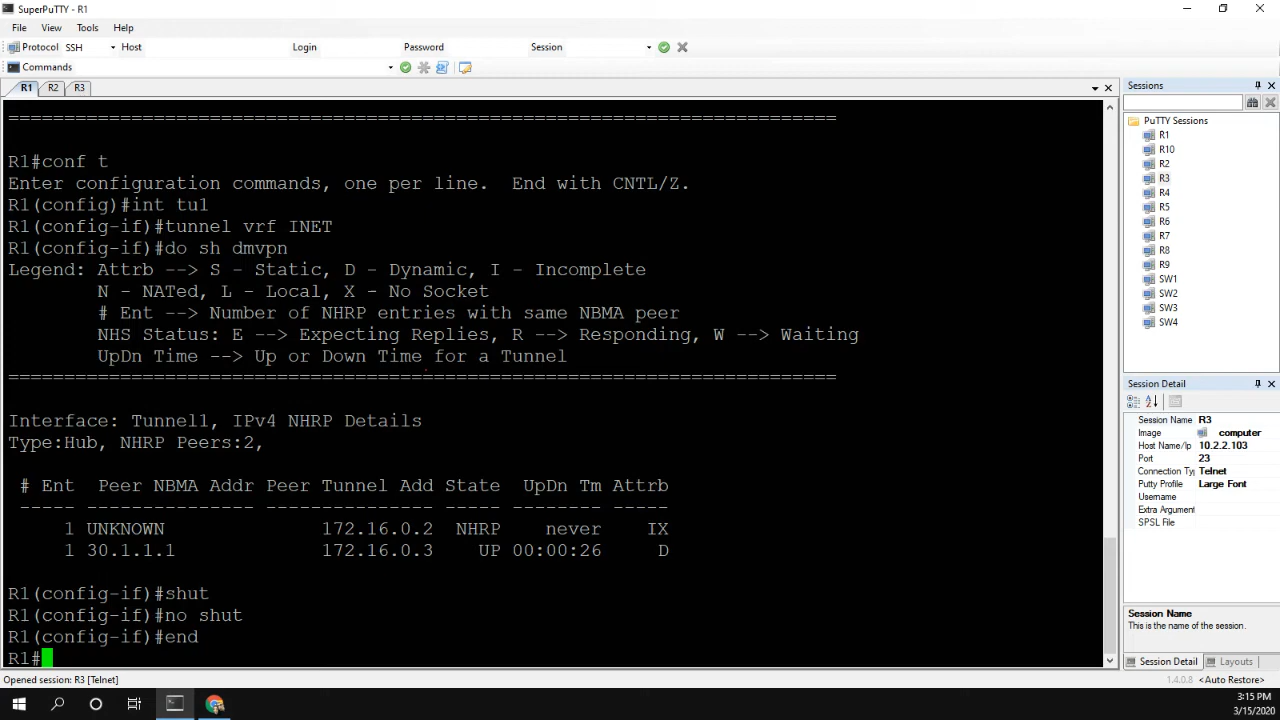 SuperPuTTY - R1
File View Tools Help
Protocol SSH Host Login Password Session
Commands
R1 R2 R3
=========================================================================
R1#conf t
Enter configuration commands, one per line.  End with CNTL/Z.
R1(config)#int tu1
R1(config-if)#tunnel vrf INET
R1(config-if)#do sh dmvpn
Legend: Attrb --> S - Static, D - Dynamic, I - Incomplete
        N - NATed, L - Local, X - No Socket
        # Ent --> Number of NHRP entries with same NBMA peer
        NHS Status: E --> Expecting Replies, R --> Responding, W --> Waiting
        UpDn Time --> Up or Down Time for a Tunnel
=========================================================================
Interface: Tunnel1, IPv4 NHRP Details
Type:Hub, NHRP Peers:2,
 # Ent  Peer NBMA Addr Peer Tunnel Add State  UpDn Tm Attrb
 ----- --------------- --------------- ----- -------- -----
     1 UNKNOWN              172.16.0.2  NHRP    never    IX
     1 30.1.1.1             172.16.0.3    UP 00:00:26     D
R1(config-if)#shut
R1(config-if)#no shut
R1(config-if)#end
R1#
Sessions
PuTTY Sessions
R1
R10
R2
R3
R4
R5
R6
R7
R8
R9
SW1
SW2
SW3
SW4
Session Detail
Session Name R3
Image computer
Host Name/Ip 10.2.2.103
Port 23
Connection Ty Telnet
Putty Profile Large Font
Username
Extra Argument
SPSL File
Session Name
This is the name of the session.
Session Detail Layouts
Opened session: R3 [Telnet]
1.4.0.8 <Auto Restore>
3:15 PM
3/15/2020